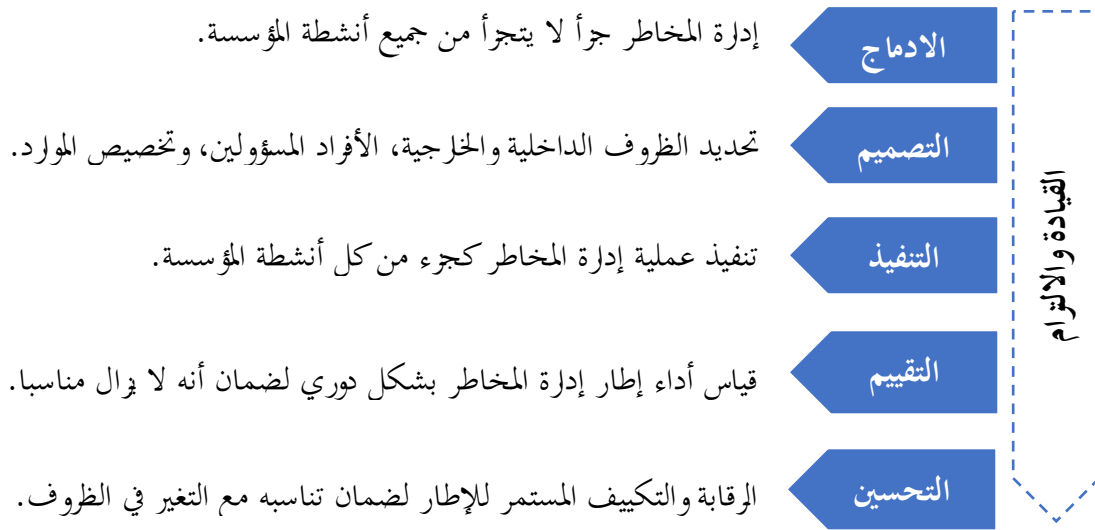 القيادة والالتزام
الادماج
إدارة المخاطر جزأ لا يتجزأ من جميع أنشطة المؤسسة.
التصميم
تحديد الظروف الداخلية والخارجية، الأفراد المسؤولين، وتخصيص الموارد.
التنفيذ
تنفيذ عملية إدارة المخاطر كجزء من كل أنشطة المؤسسة.
التقييم
قياس أداء إطار إدارة المخاطر بشكل دوري لضمان أنه لا يزال مناسبا.
التحسين
الرقابة والتكييف المستمر للإطار لضمان تناسبه مع التغير في الظروف.